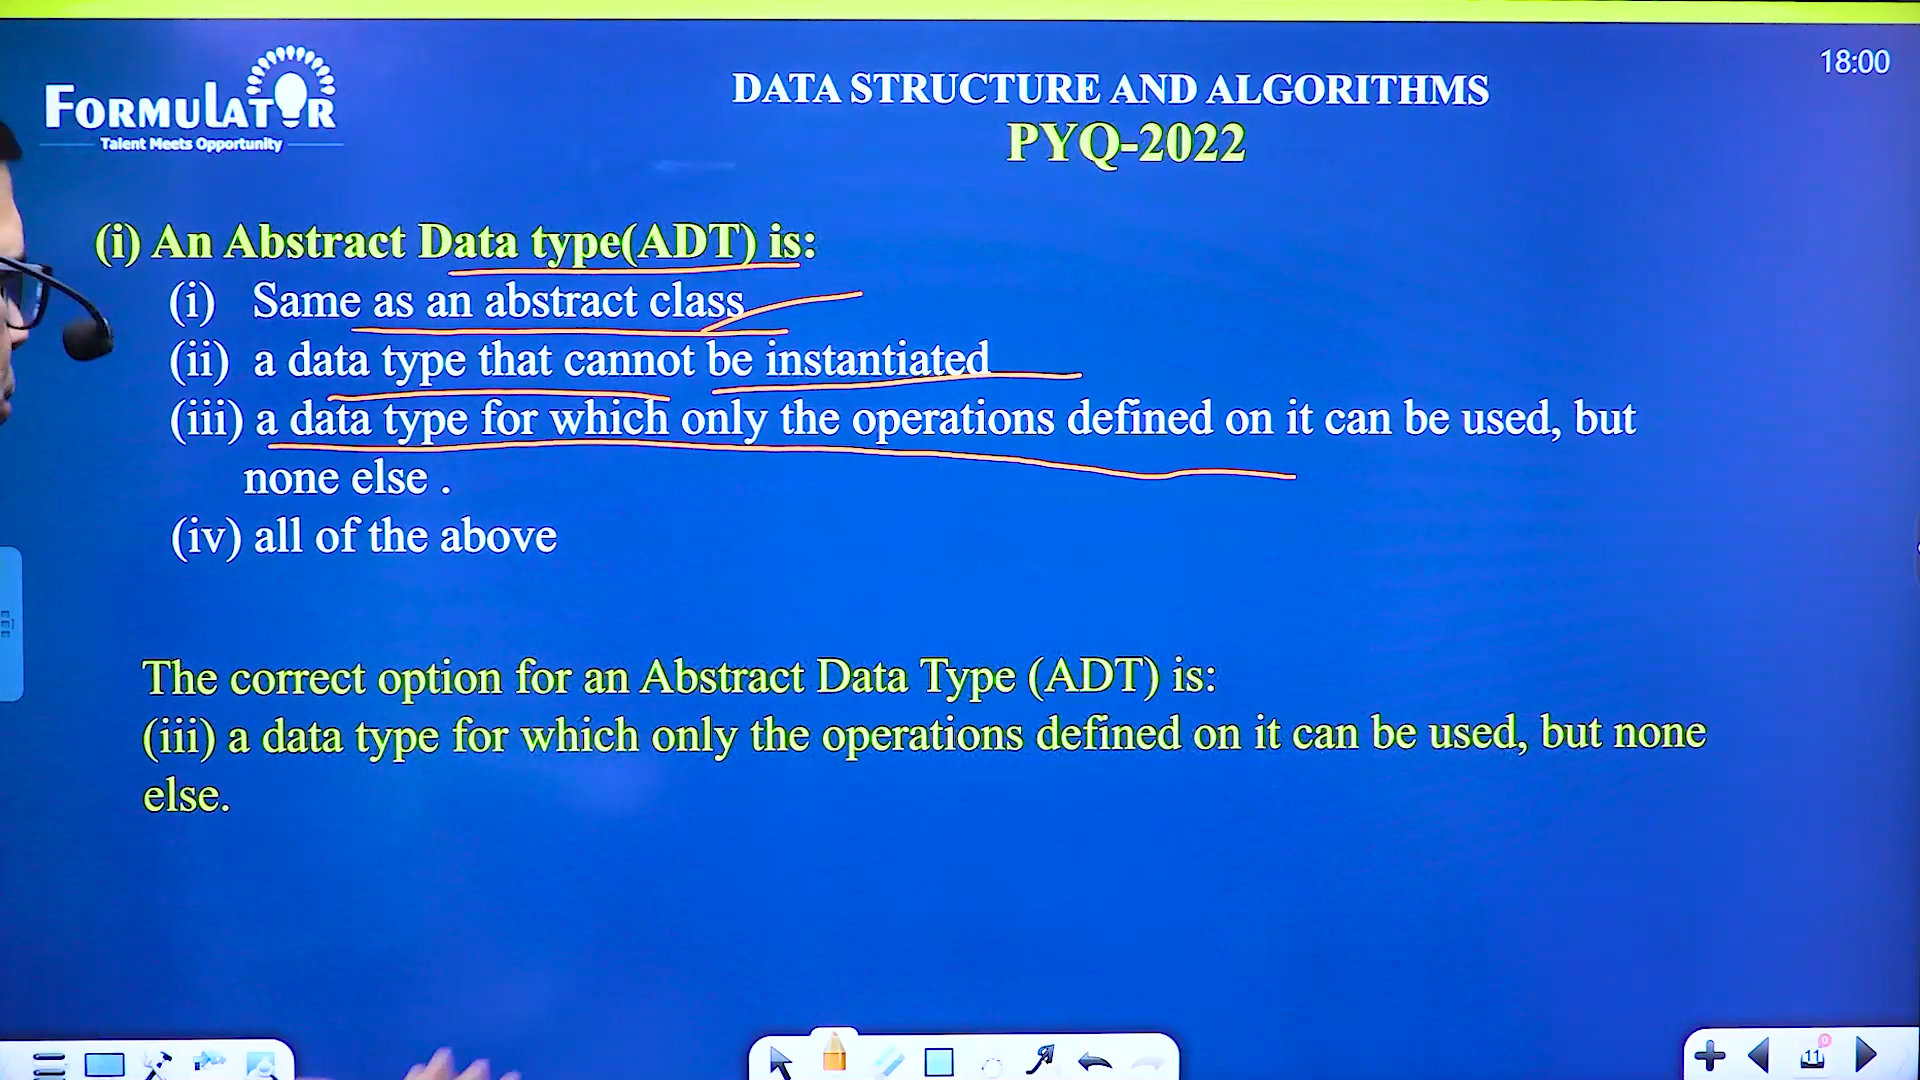 18:00
FORMULATOR
Talent Meets Opportunity
DATA STRUCTURE AND ALGORITHMS
PYQ-2022
(i) An Abstract Data type(ADT) is:
(i) Same as an abstract class
(ii) a data type that cannot be instantiated
(iii) a data type for which only the operations defined on it can be used, but
none else .
(iv) all of the above
The correct option for an Abstract Data Type (ADT) is:
(iii) a data type for which only the operations defined on it can be used, but none
else.
11
0